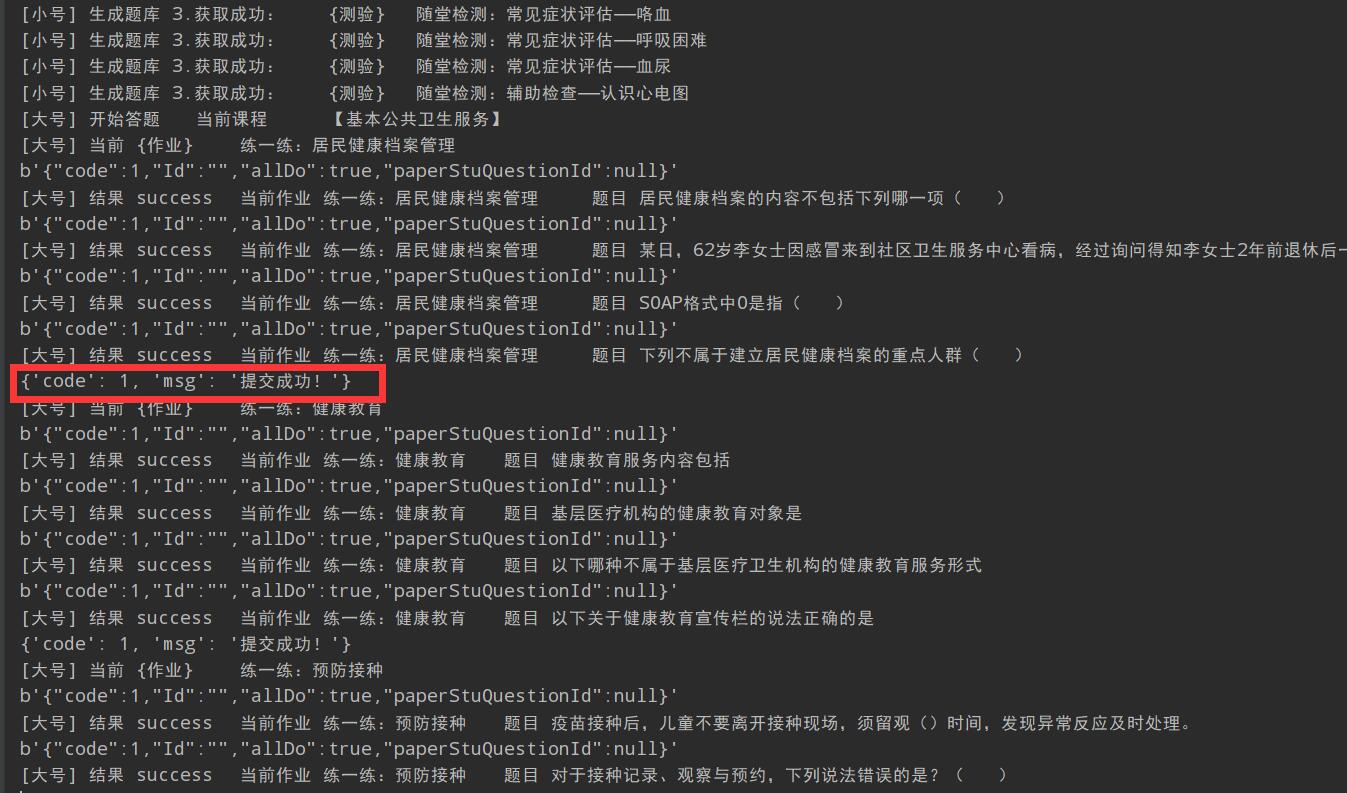 [小号] 生成题库 3.获取成功: {测验} 随堂检测: 常见症状评估——咯血
[小号] 生成题库 3.获取成功: {测验} 随堂检测: 常见症状评估——呼吸困难
[小号] 生成题库 3.获取成功: {测验} 随堂检测: 常见症状评估——血尿
[小号] 生成题库 3.获取成功: {测验} 随堂检测: 辅助检查——认识心电图
[大号] 开始答题 当前课程 【基本公共卫生服务】
[大号] 当前 {作业} 练一练: 居民健康档案管理
b'{"code":1,"Id":"","allDo":true,"paperStuQuestionId":null}'
[大号] 结果 success 当前作业 练一练: 居民健康档案管理 题目 居民健康档案的内容不包括下列哪一项（ ）
b'{"code":1,"Id":"","allDo":true,"paperStuQuestionId":null}'
[大号] 结果 success 当前作业 练一练: 居民健康档案管理 题目 某日，62岁李女士因感冒来到社区卫生服务中心看病，经过询问得知李女士2年前退休后一
b'{"code":1,"Id":"","allDo":true,"paperStuQuestionId":null}'
[大号] 结果 success 当前作业 练一练: 居民健康档案管理 题目 SOAP格式中O是指（ ）
b'{"code":1,"Id":"","allDo":true,"paperStuQuestionId":null}'
[大号] 结果 success 当前作业 练一练: 居民健康档案管理 题目 下列不属于建立居民健康档案的重点人群（ ）
{'code': 1, 'msg': '提交成功！'}
[大号] 当前 {作业} 练一练: 健康教育
b'{"code":1,"Id":"","allDo":true,"paperStuQuestionId":null}'
[大号] 结果 success 当前作业 练一练: 健康教育 题目 健康教育服务内容包括
b'{"code":1,"Id":"","allDo":true,"paperStuQuestionId":null}'
[大号] 结果 success 当前作业 练一练: 健康教育 题目 基层医疗机构的健康教育对象是
b'{"code":1,"Id":"","allDo":true,"paperStuQuestionId":null}'
[大号] 结果 success 当前作业 练一练: 健康教育 题目 以下哪种不属于基层医疗卫生机构的健康教育服务形式
b'{"code":1,"Id":"","allDo":true,"paperStuQuestionId":null}'
[大号] 结果 success 当前作业 练一练: 健康教育 题目 以下关于健康教育宣传栏的说法正确的是
{'code': 1, 'msg': '提交成功！'}
[大号] 当前 {作业} 练一练: 预防接种
b'{"code":1,"Id":"","allDo":true,"paperStuQuestionId":null}'
[大号] 结果 success 当前作业 练一练: 预防接种 题目 疫苗接种后，儿童不要离开接种现场，须留观（）时间，发现异常反应及时处理。
b'{"code":1,"Id":"","allDo":true,"paperStuQuestionId":null}'
[大号] 结果 success 当前作业 练一练: 预防接种 题目 对于接种记录、观察与预约，下列说法错误的是？（ ）